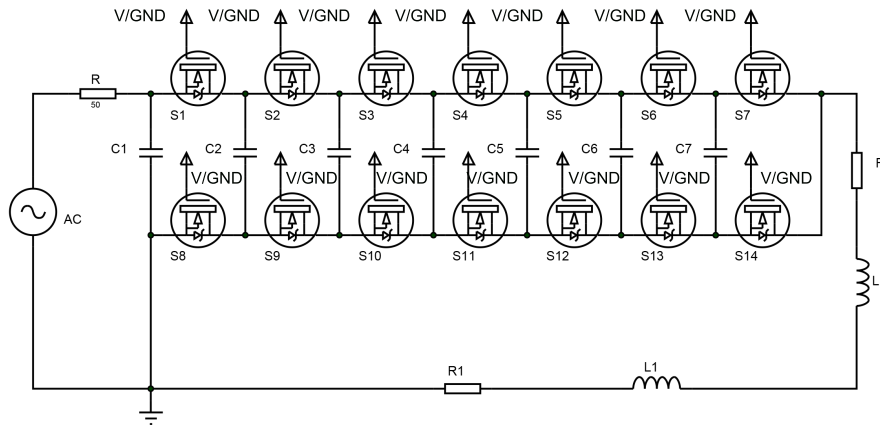 V/GND V/GND V/GND V/GND V/GND V/GND V/GND
R
50
S1 S2 S3 S4 S5 S6 S7
C1 C2 C3 C4 C5 C6 C7
R
V/GND V/GND V/GND V/GND V/GND V/GND V/GND
AC
S8 S9 S10 S11 S12 S13 S14
L
R1 L1